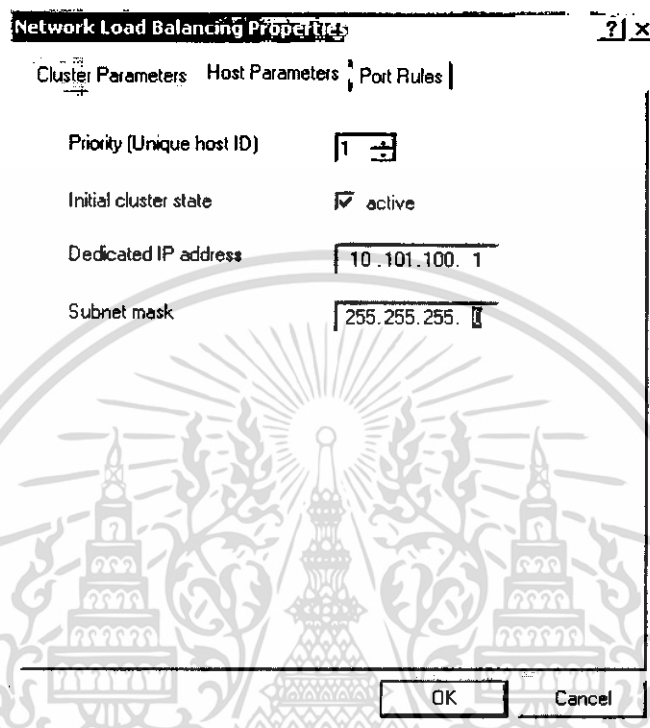 Network Load Balancing Properties ? ×
Cluster Parameters Host Parameters Port Rules
Priority (Unique host ID) 1
Initial cluster state active
Dedicated IP address 10 .101.100. 1
Subnet mask 255.255.255. 0
OK Cancel